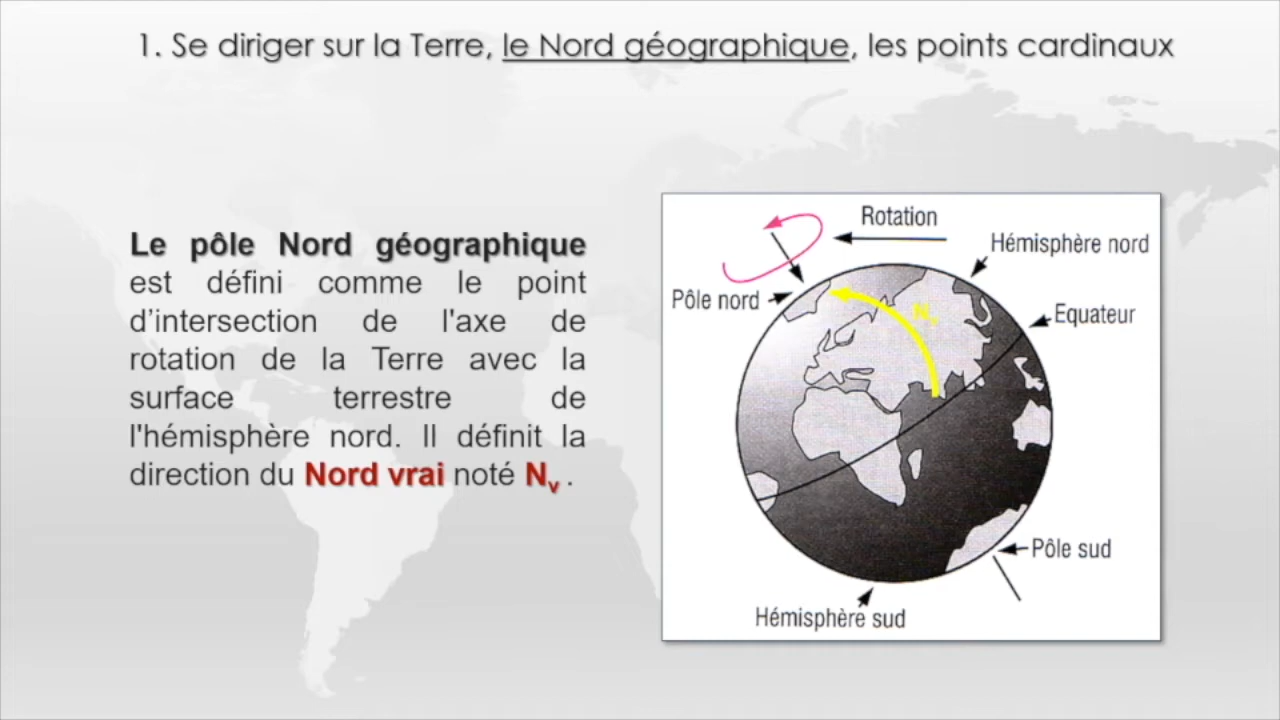 1. Se diriger sur la Terre, le Nord géographique, les points cardinaux
Le pôle Nord géographique
est défini comme le point
d’intersection de l'axe de
rotation de la Terre avec la
surface terrestre de
l'hémisphère nord. Il définit la
direction du Nord vrai noté Nv .
Rotation
Hémisphère nord
Pôle nord
Nv
Equateur
Pôle sud
Hémisphère sud